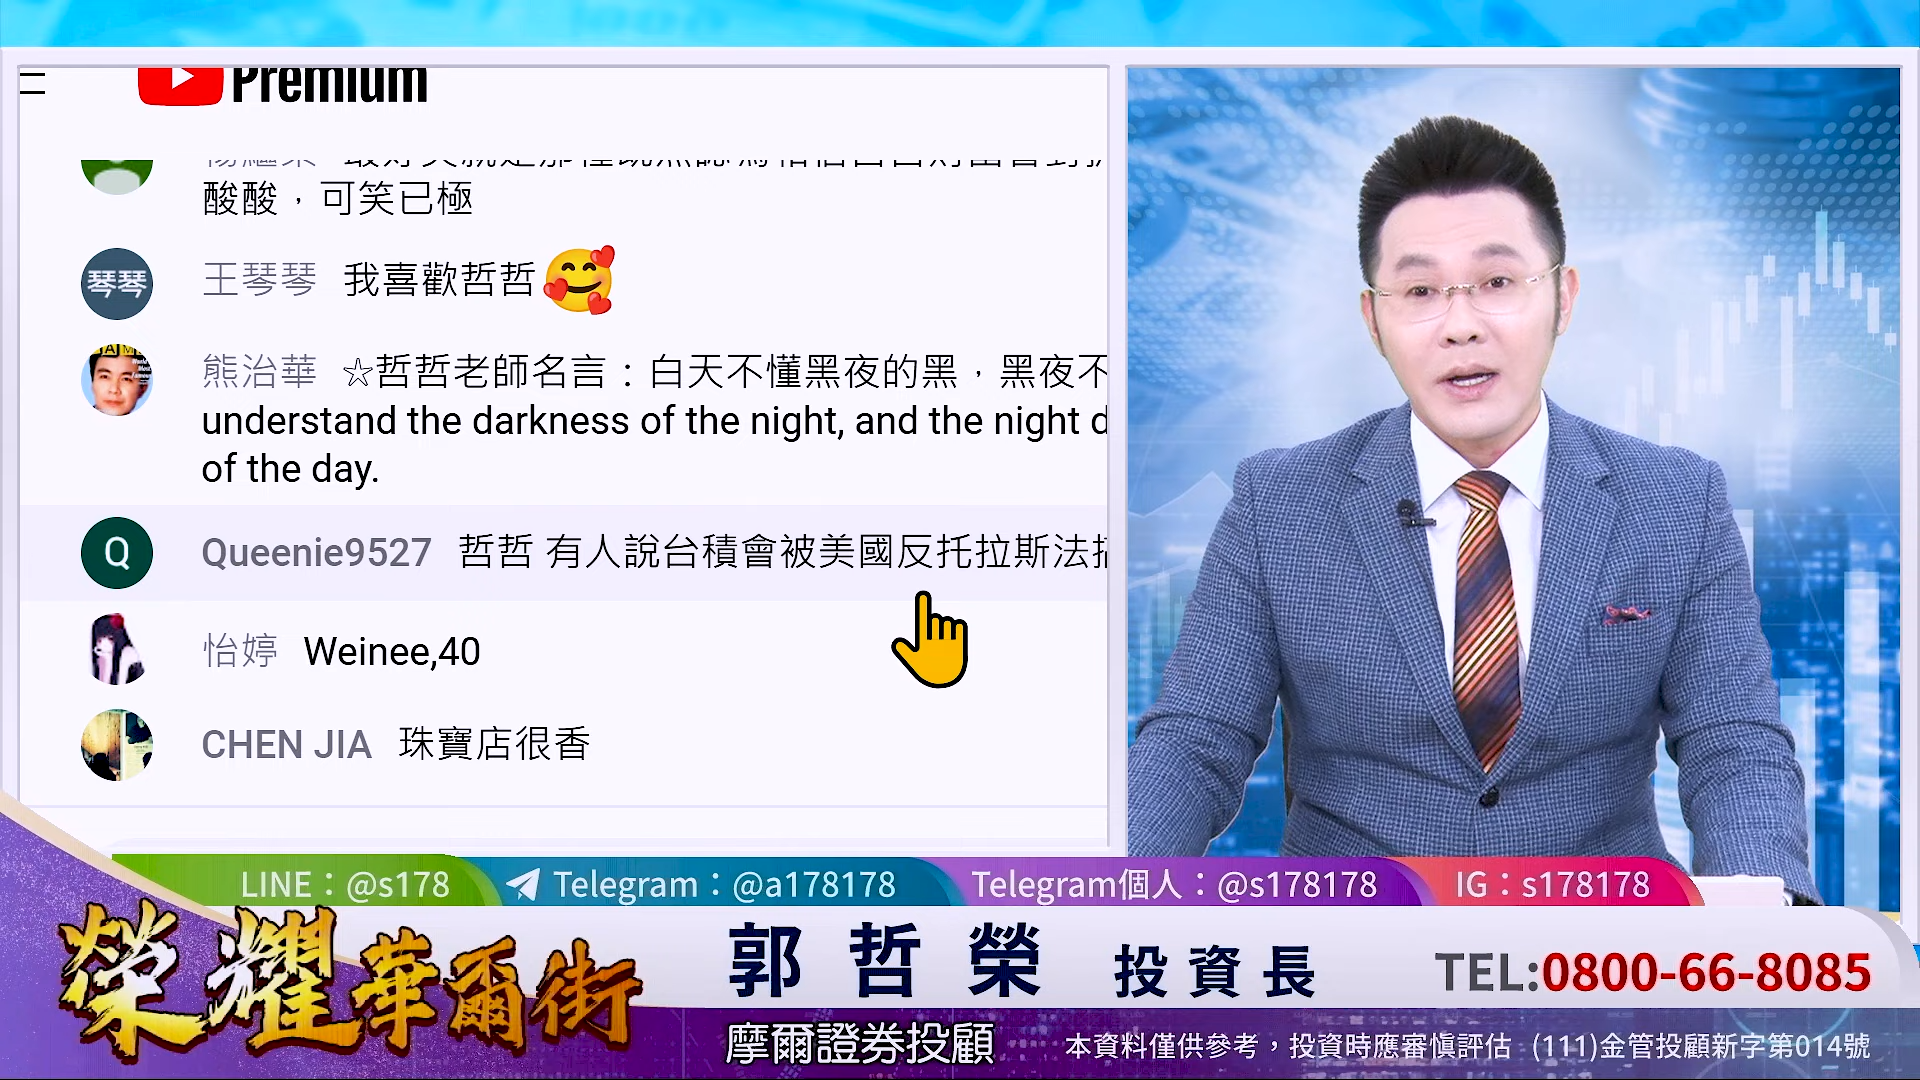 Premium
酸酸，可笑已極
琴琴
王琴琴 我喜歡哲哲
熊治華 ☆哲哲老師名言：白天不懂黑夜的黑，黑夜不
understand the darkness of the night, and the night d
of the day.
Q
Queenie9527 哲哲 有人說台積會被美國反托拉斯法
怡婷 Weinee,40
CHEN JIA 珠寶店很香
LINE：@s178 Telegram：@a178178 Telegram個人：@s178178 IG：s178178
榮耀華爾街
郭哲榮 投資長 TEL:0800-66-8085
摩爾證券投顧 本資料僅供參考，投資時應審慎評估 (111)金管投顧新字第014號